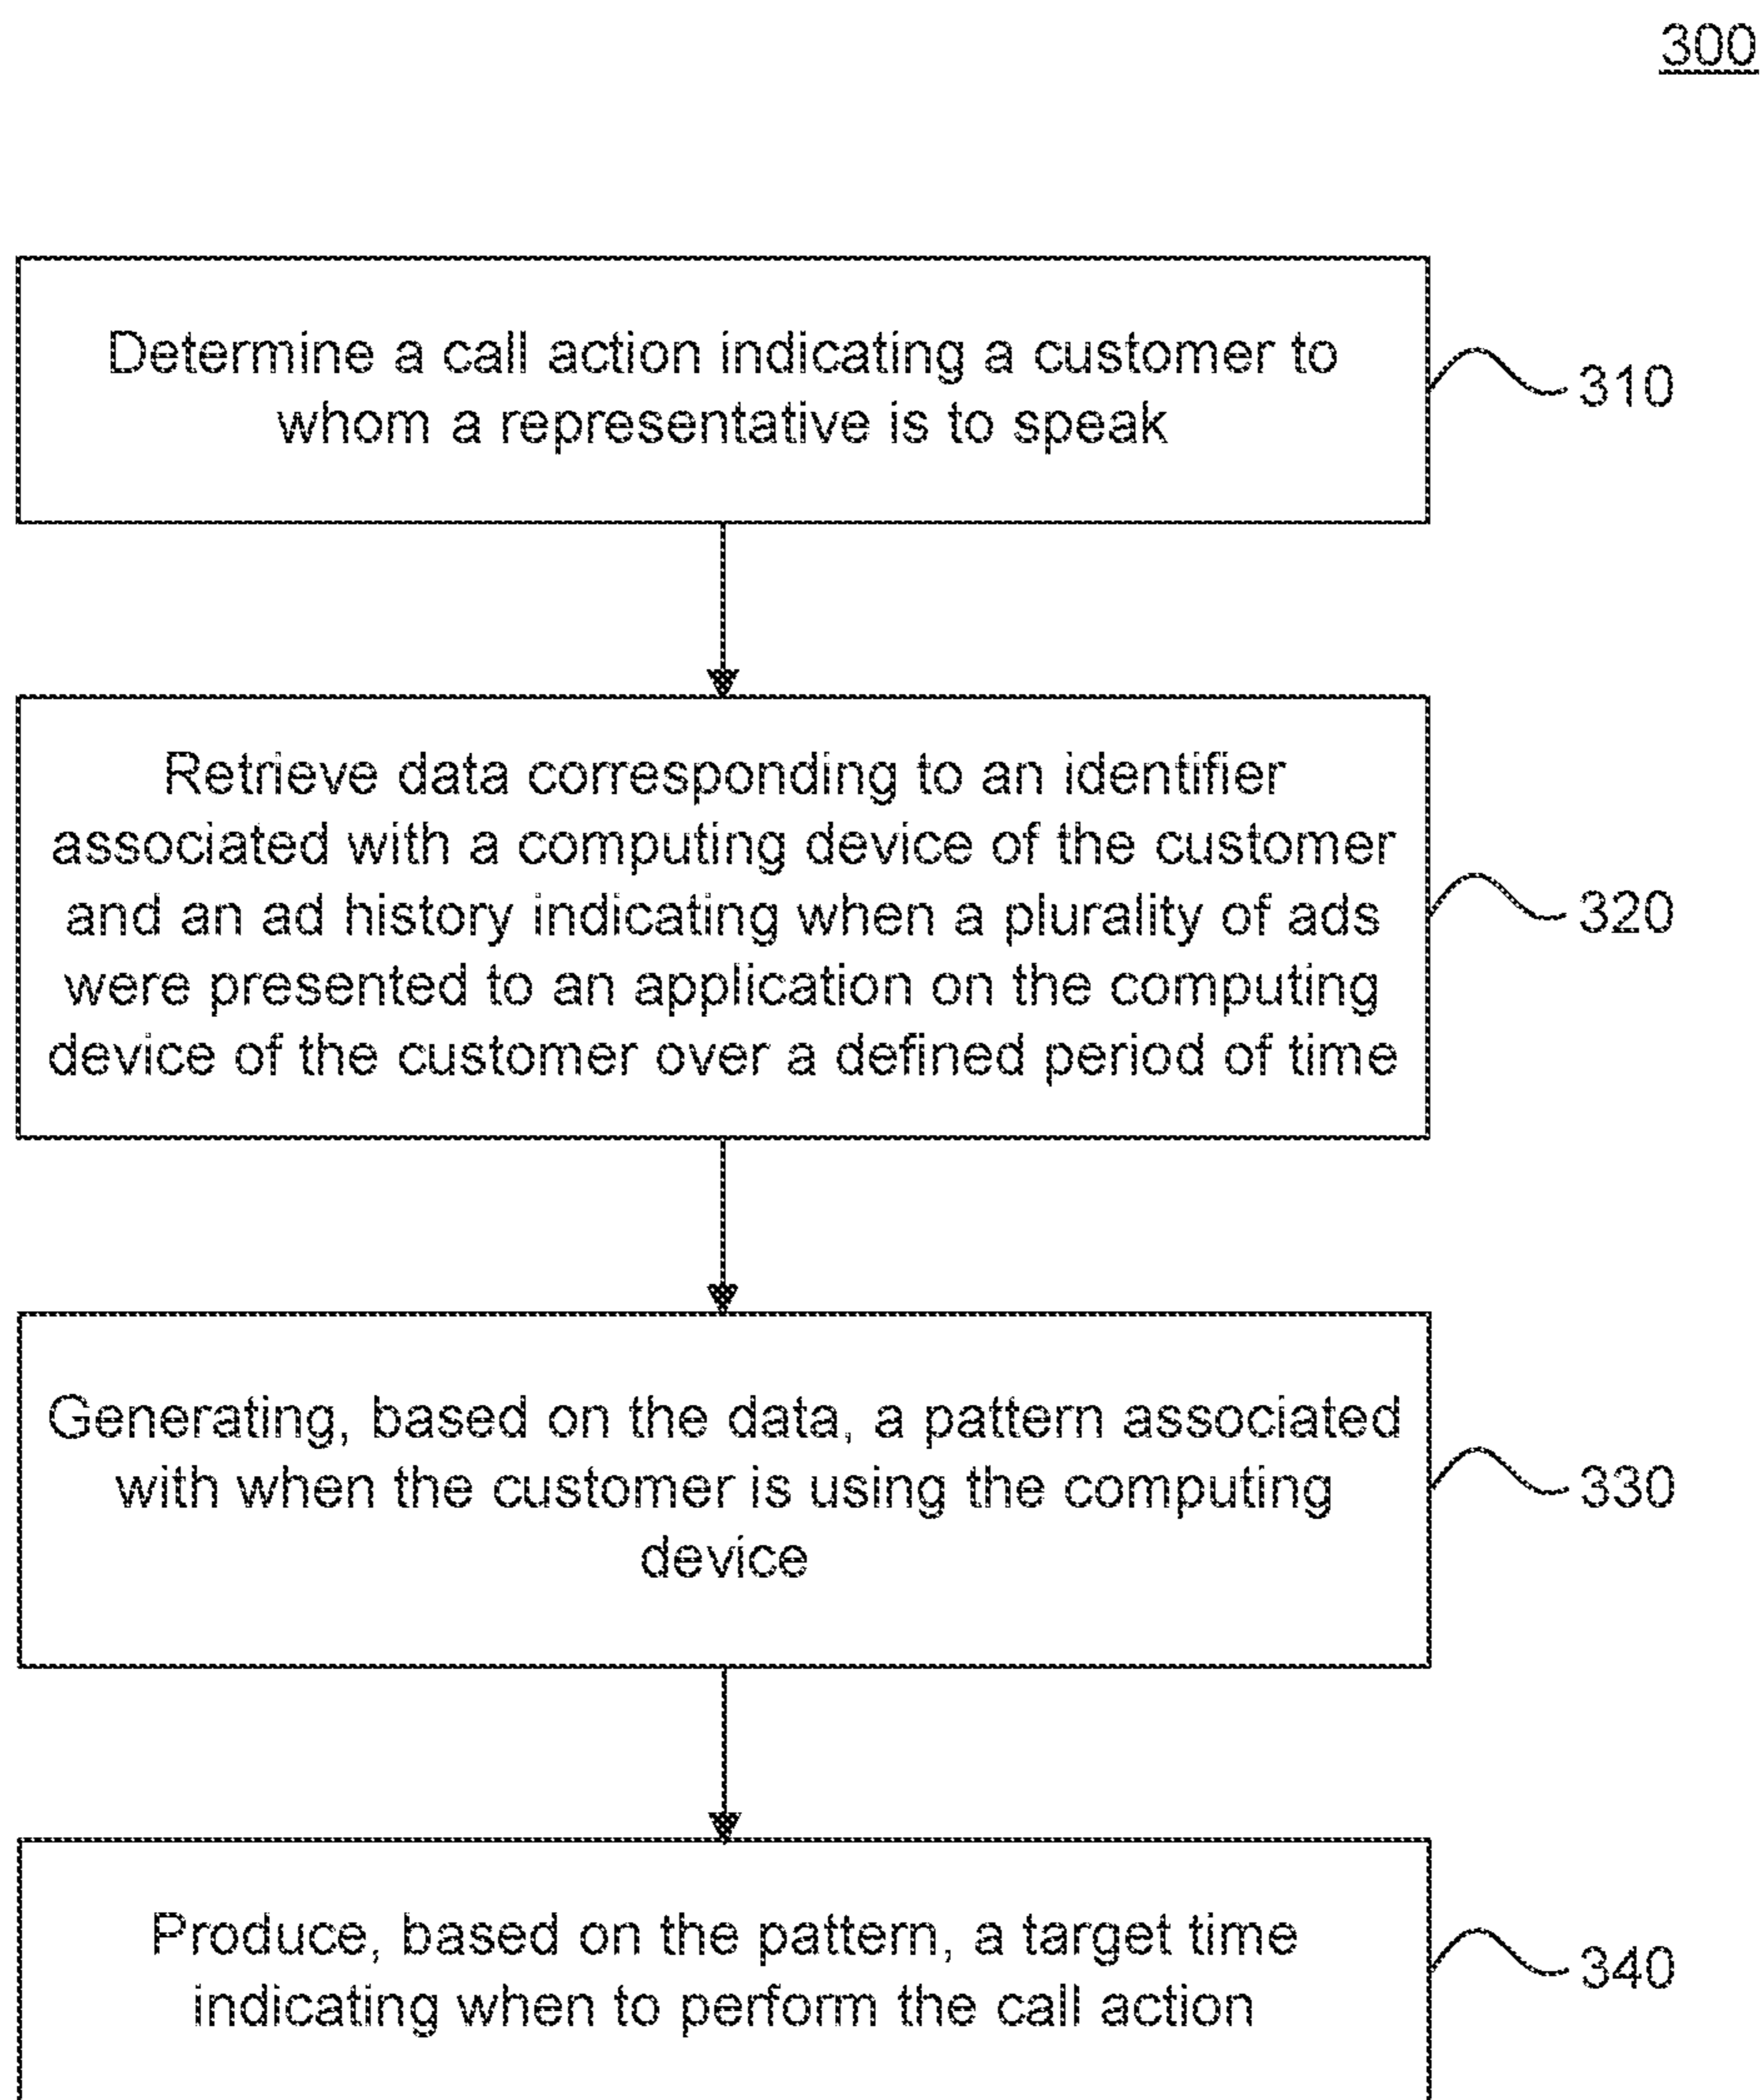 300
Determine a call action indicating a customer to
whom a representative is to speak
310
Retrieve data corresponding to an identifier
associated with a computing device of the customer
and an ad history indicating when a plurality of ads
were presented to an application on the computing
device of the customer over a defined period of time
320
Generating, based on the data, a pattern associated
with when the customer is using the computing
device
330
Produce, based on the pattern, a target time
indicating when to perform the call action
340